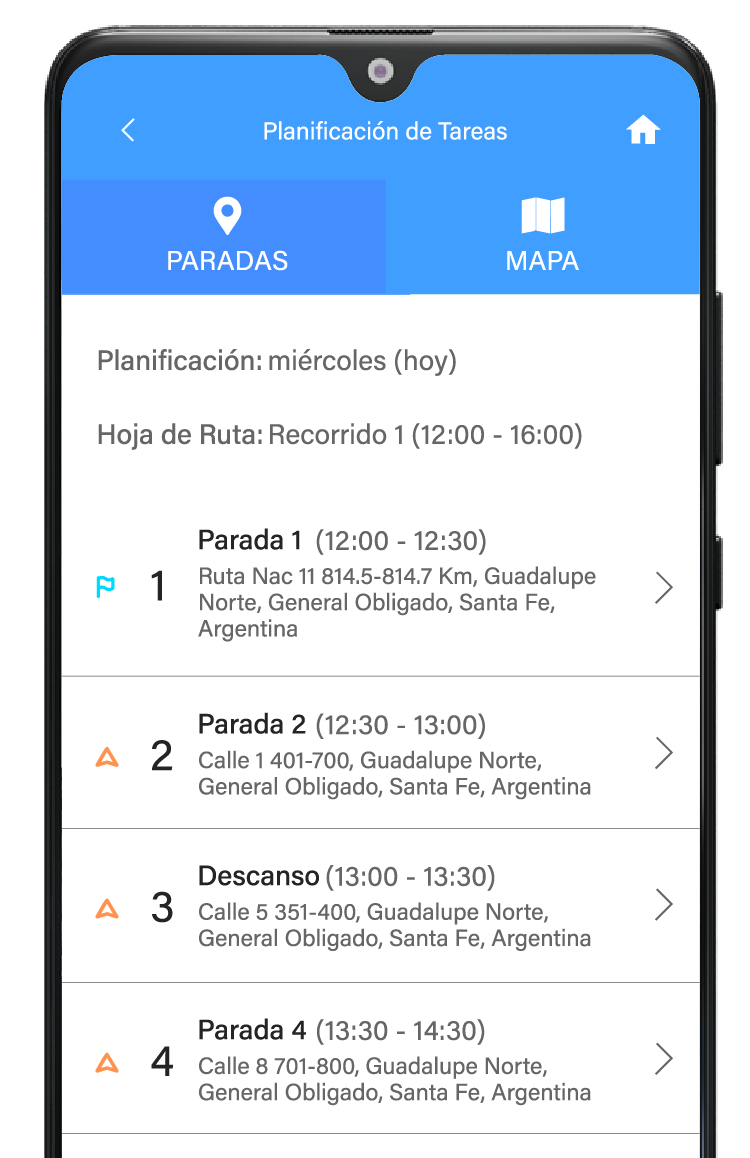 Planificación de Tareas
PARADAS
MAPA
Planificación: miércoles (hoy)
Hoja de Ruta: Recorrido 1 (12:00 - 16:00)
1
Parada 1 (12:00 - 12:30)
Ruta Nac 11 814.5-814.7 Km, Guadalupe
Norte, General Obligado, Santa Fe,
Argentina
2
Parada 2 (12:30 - 13:00)
Calle 1 401-700, Guadalupe Norte,
General Obligado, Santa Fe, Argentina
3
Descanso (13:00 - 13:30)
Calle 5 351-400, Guadalupe Norte,
General Obligado, Santa Fe, Argentina
4
Parada 4 (13:30 - 14:30)
Calle 8 701-800, Guadalupe Norte,
General Obligado, Santa Fe, Argentina